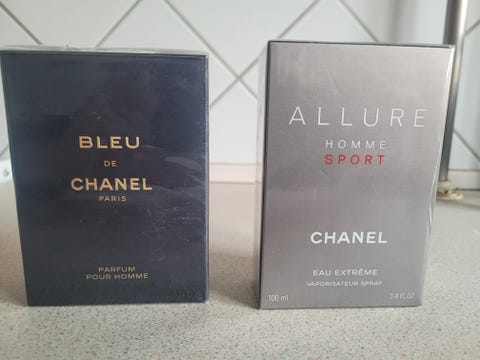 BLEU
DE
CHANEL
PARIS
PARFUM
POUR HOMME
ALLURE
HOMME
SPORT
CHANEL
EAU EXTRÊME
VAPORISATEUR SPRAY
100 ml 3.4 fl. oz